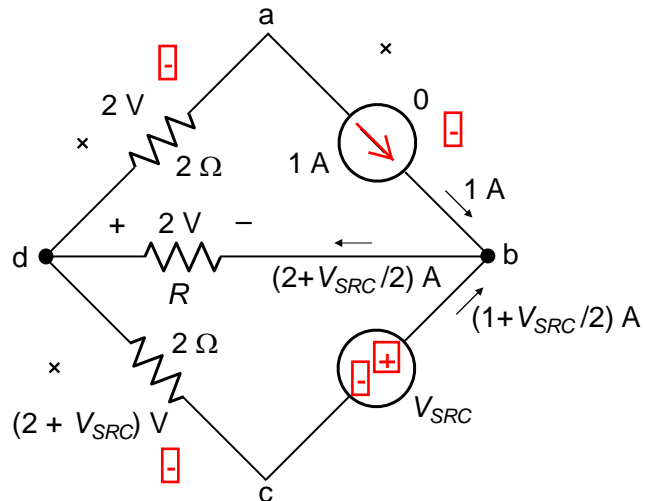 a
×
-
0
2 V
-
×
2 Ω
1 A
1 A
+ 2 V −
d
b
R
(2+V_SRC/2) A
(1+V_SRC/2) A
2 Ω
×
+
-
(2 + V_SRC) V
V_SRC
-
c